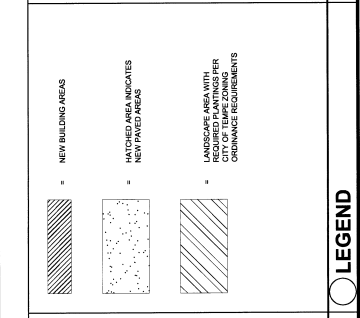 = NEW BUILDING AREAS
= HATCHED AREA INDICATES
NEW PAVED AREAS
= LANDSCAPE AREA WITH
REQUIRED PLANTINGS PER
CITY OF TEMPE ZONING
ORDINANCE REQUIREMENTS
LEGEND